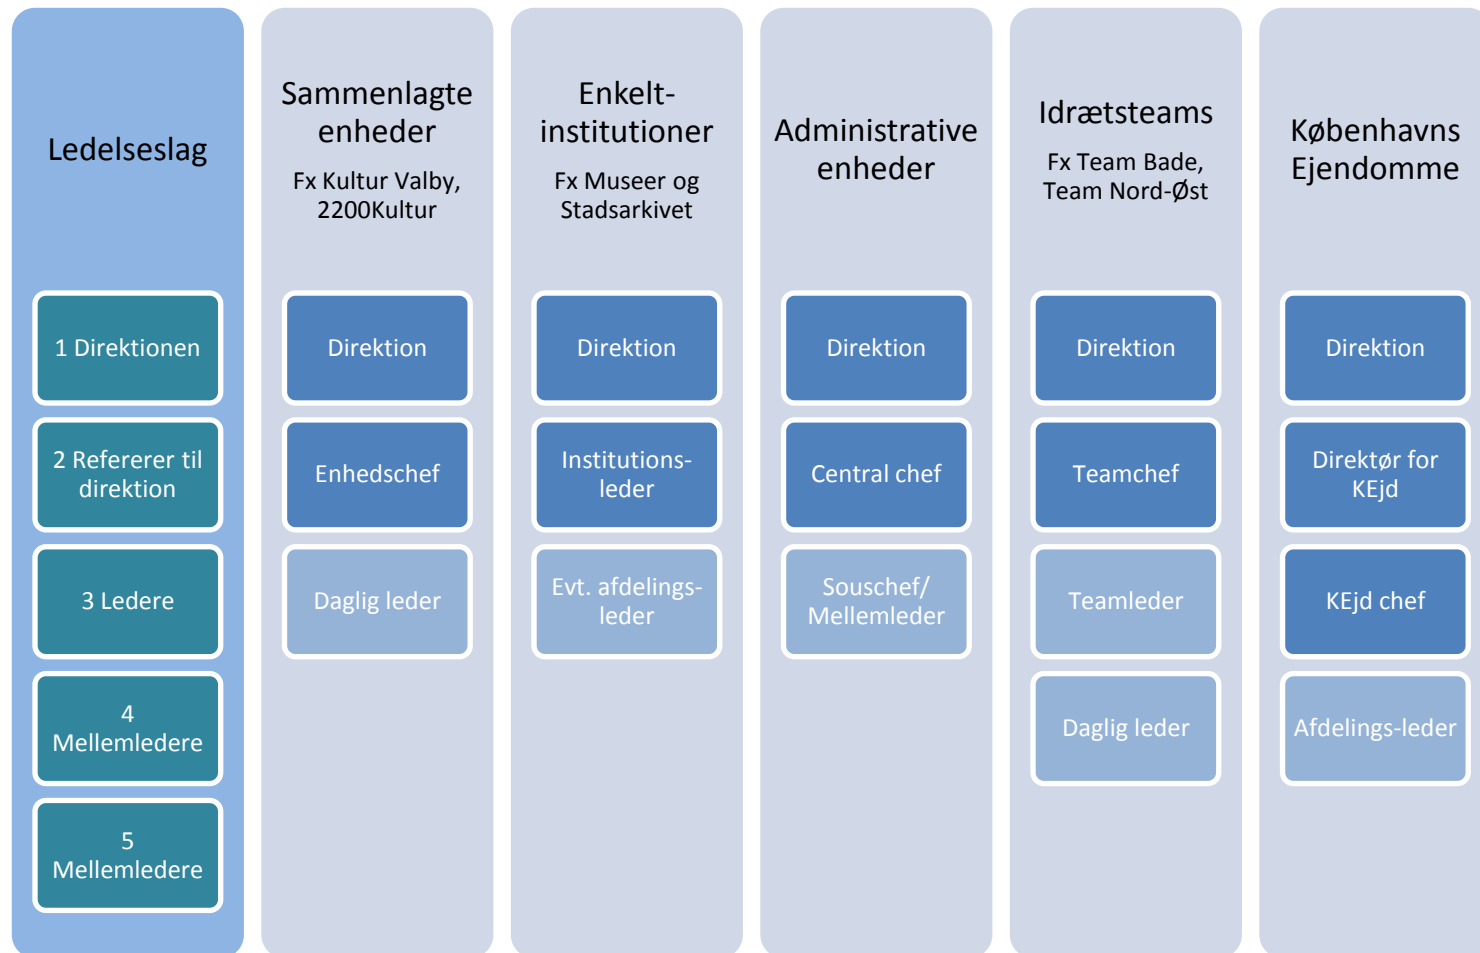 Ledelseslag
1 Direktionen
2 Refererer til
direktion
3 Ledere
4
Mellemledere
5
Mellemledere
Sammenlagte
enheder
Fx Kultur Valby,
2200Kultur
Direktion
Enhedschef
Daglig leder
Enkelt-
institutioner
Fx Museer og
Stadsarkivet
Direktion
Institutions-
leder
Evt. afdelings-
leder
Administrative
enheder
Direktion
Central chef
Souschef/
Mellemleder
Idrætsteams
Fx Team Bade,
Team Nord-Øst
Direktion
Teamchef
Teamleder
Daglig leder
Københavns
Ejendomme
Direktion
Direktør for
KEjd
KEjd chef
Afdelings-leder